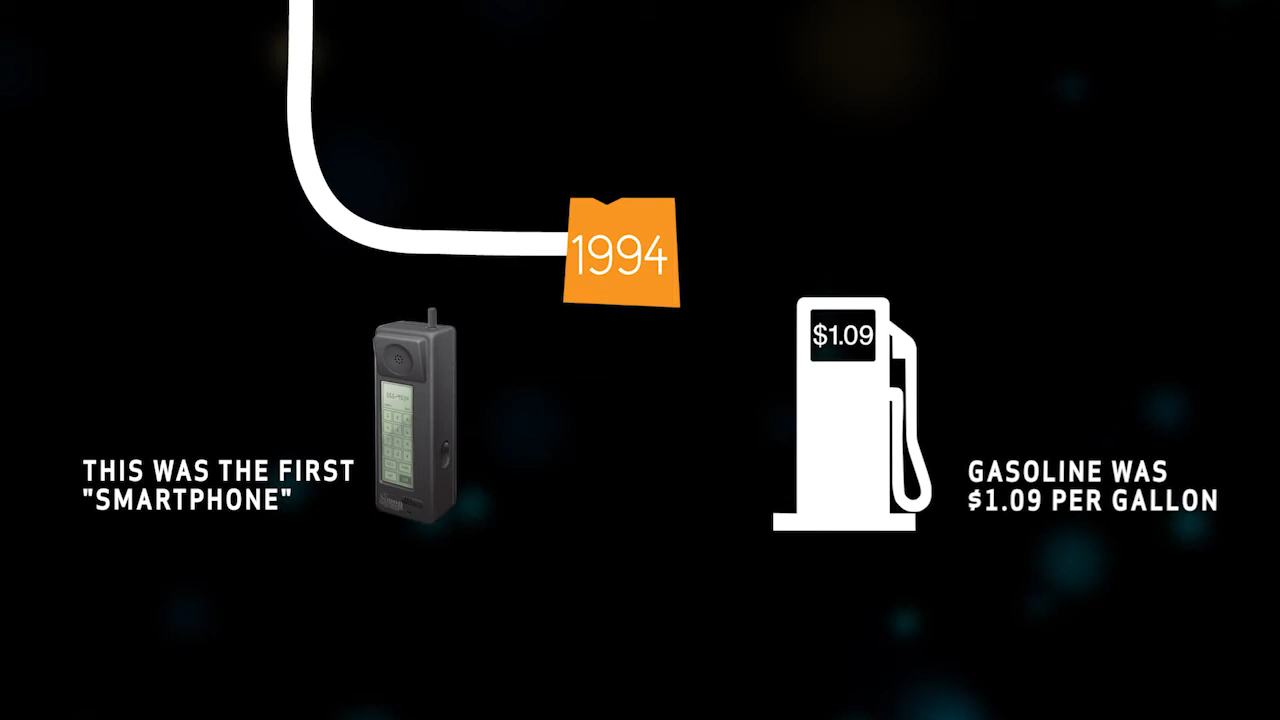 1994
$1.09
THIS WAS THE FIRST
"SMARTPHONE"
GASOLINE WAS
$1.09 PER GALLON